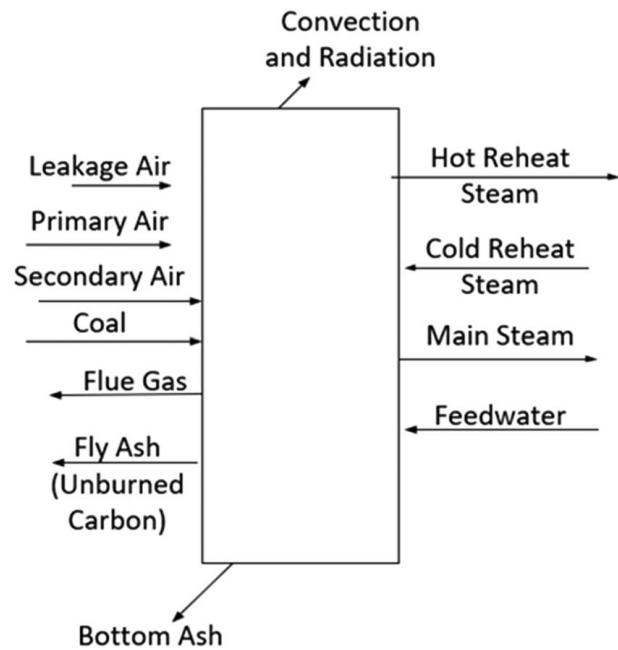 Convection
and Radiation
Leakage Air
Primary Air
Secondary Air
Coal
Flue Gas
Fly Ash
(Unburned
Carbon)
Bottom Ash
Hot Reheat
Steam
Cold Reheat
Steam
Main Steam
Feedwater